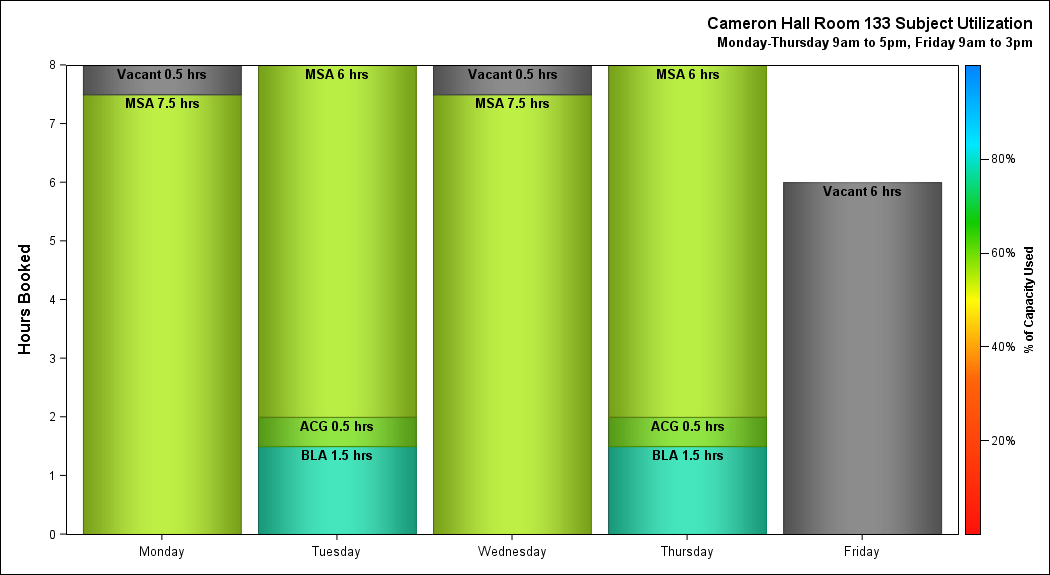 Cameron Hall Room 133 Subject Utilization
Monday-Thursday 9am to 5pm, Friday 9am to 3pm
Hours Booked
8
7
6
5
4
3
2
1
0
Vacant 0.5 hrs
MSA 7.5 hrs
MSA 6 hrs
ACG 0.5 hrs
BLA 1.5 hrs
Vacant 0.5 hrs
MSA 7.5 hrs
MSA 6 hrs
ACG 0.5 hrs
BLA 1.5 hrs
Vacant 6 hrs
Monday
Tuesday
Wednesday
Thursday
Friday
80%
60%
40%
20%
% of Capacity Used